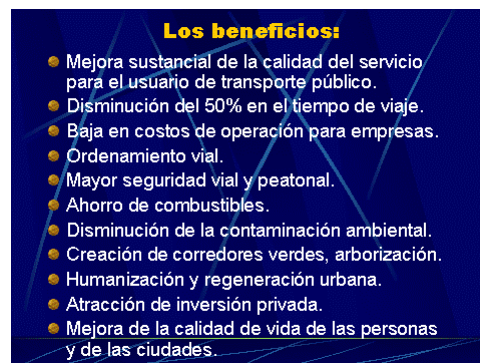 Los beneficios:
Mejora sustancial de la calidad del servicio
para el usuario de transporte público.
Disminución del 50% en el tiempo de viaje.
Baja en costos de operación para empresas.
Ordenamiento vial.
Mayor seguridad vial y peatonal.
Ahorro de combustibles.
Disminución de la contaminación ambiental.
Creación de corredores verdes, arborización.
Humanización y regeneración urbana.
Atracción de inversión privada.
Mejora de la calidad de vida de las personas
y de las ciudades.